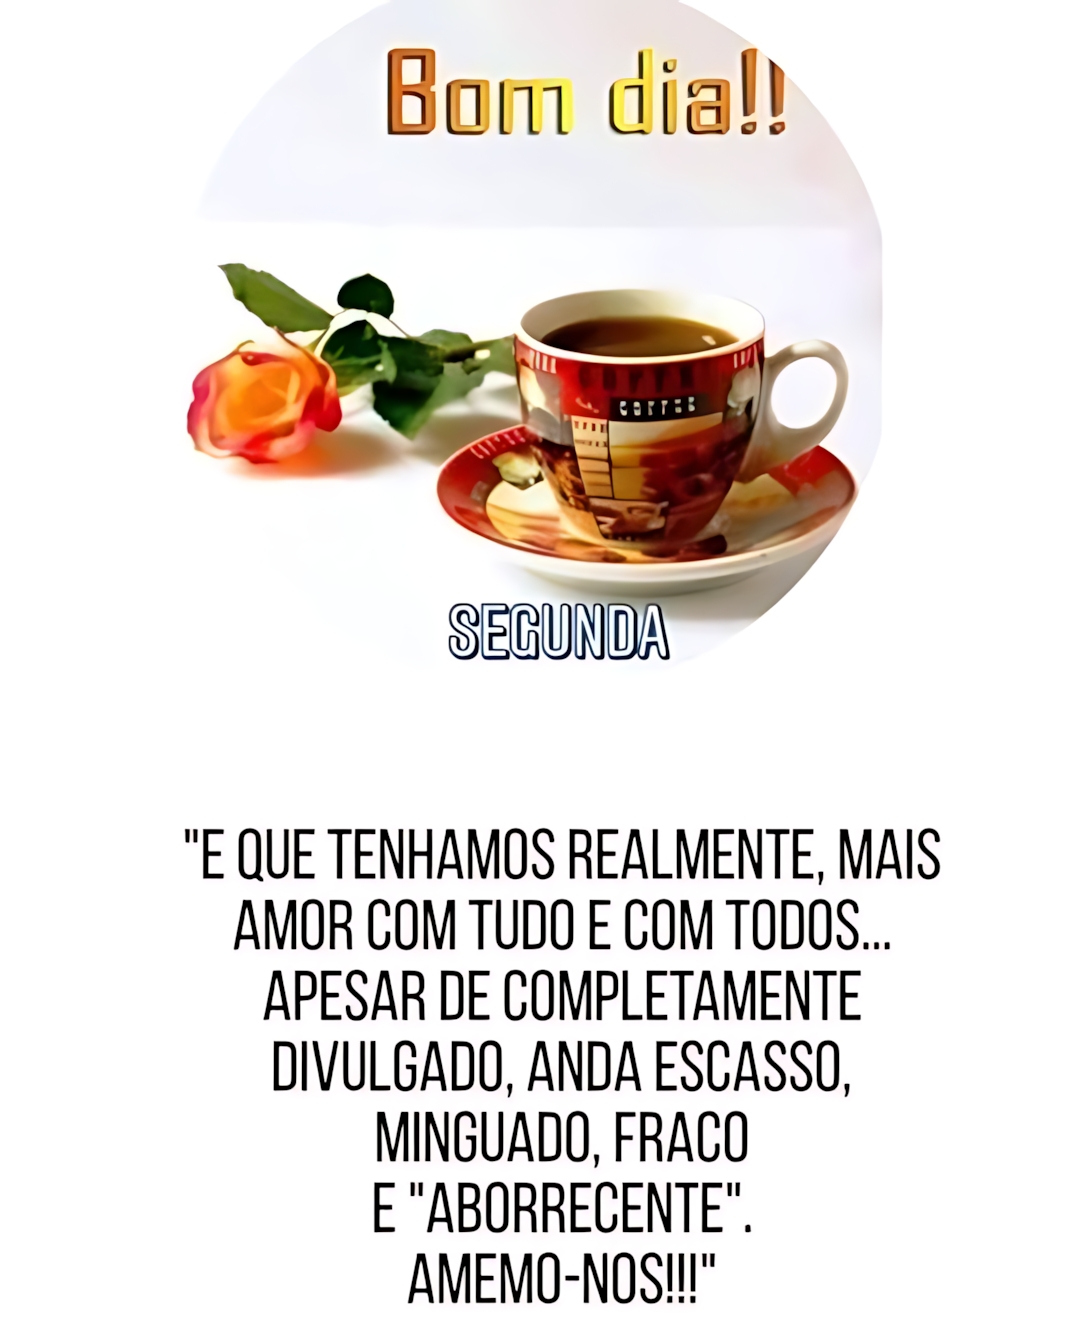 Bom dia!!
COFFEE
SEGUNDA
"E QUE TENHAMOS REALMENTE, MAIS
AMOR COM TUDO E COM TODOS...
APESAR DE COMPLETAMENTE
DIVULGADO, ANDA ESCASSO,
MINGUADO, FRACO
E "ABORRECENTE".
AMEMO-NOS!!!"